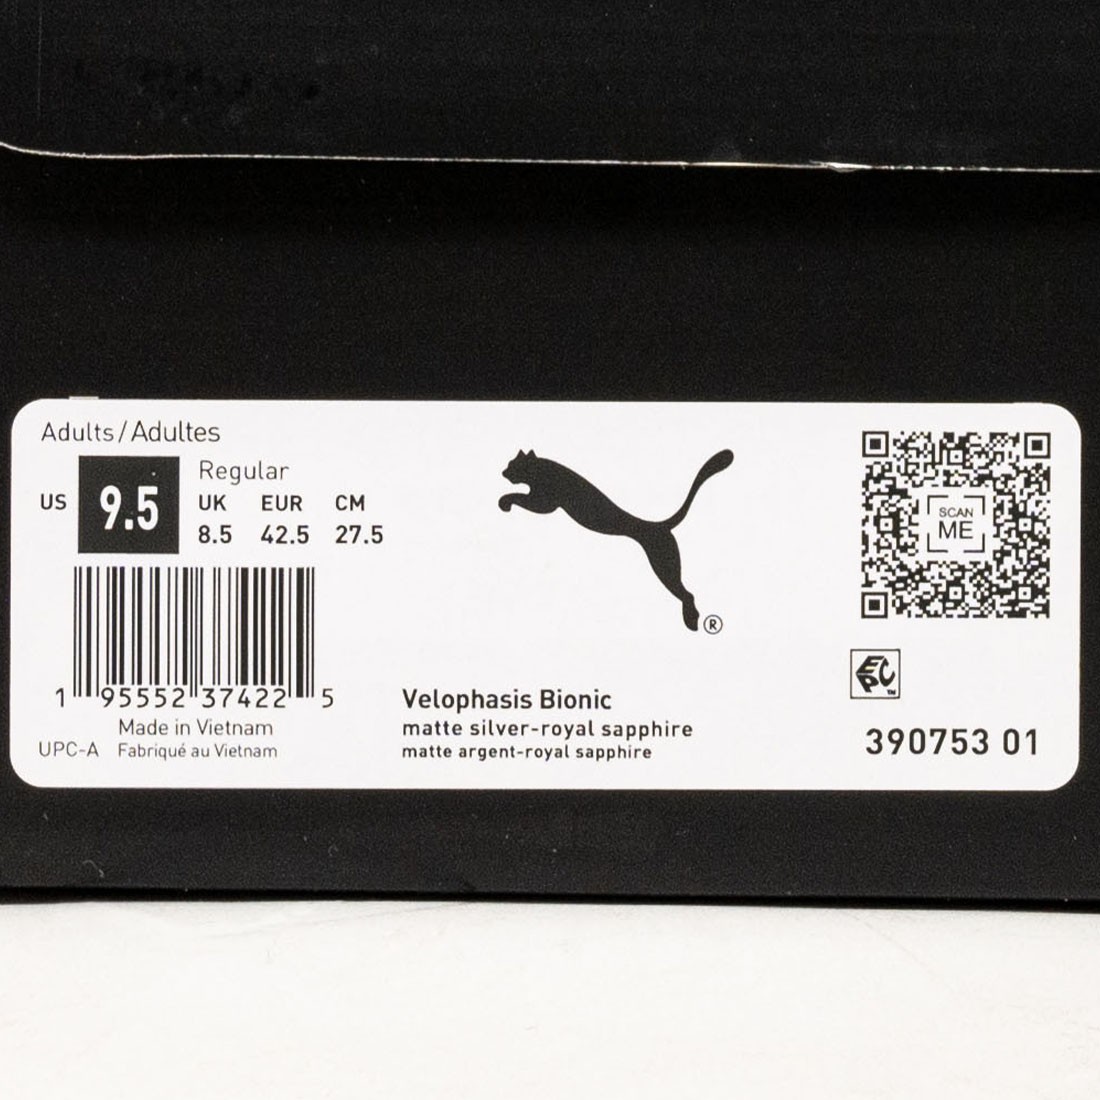 Adults/Adultes
US 9.5 Regular
UK EUR CM
8.5 42.5 27.5
1 95552 37422 5
Made in Vietnam
UPC-A Fabriqué au Vietnam
®
Velophasis Bionic
matte silver-royal sapphire
matte argent-royal sapphire
SCAN
ME
EPC™
390753 01